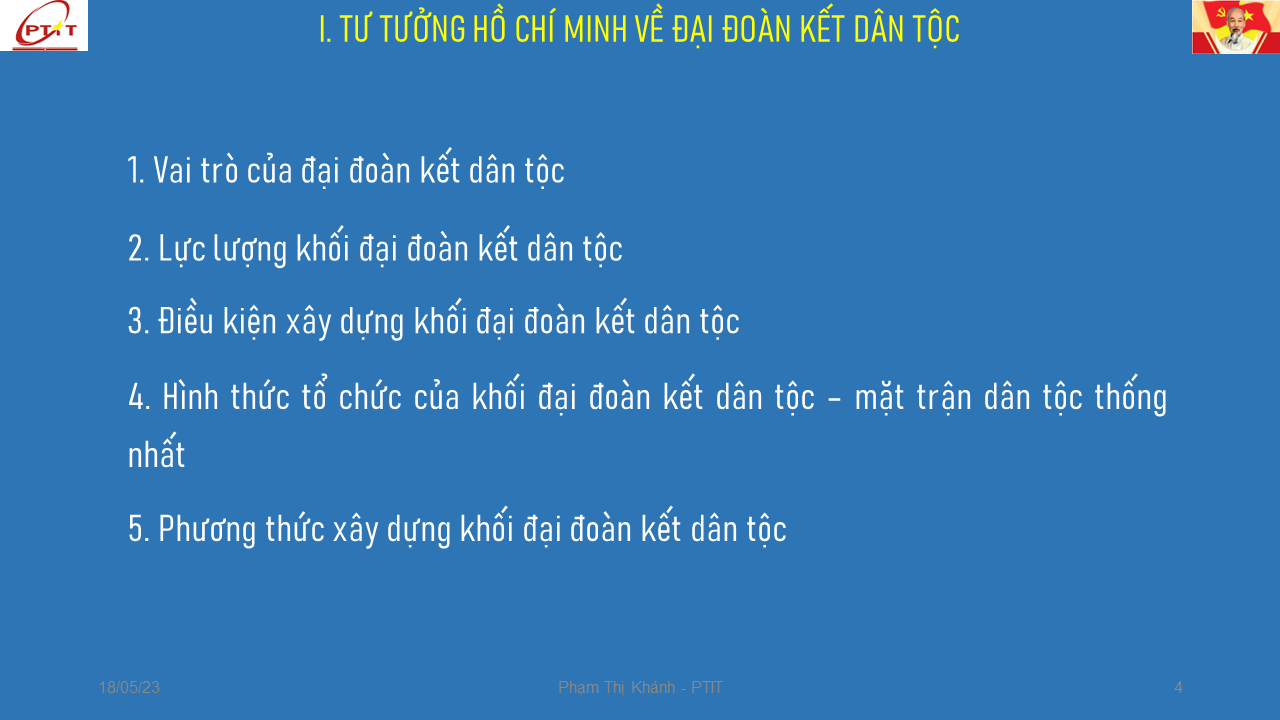 PTIT
I. TƯ TƯỞNG HỒ CHÍ MINH VỀ ĐẠI ĐOÀN KẾT DÂN TỘC
1. Vai trò của đại đoàn kết dân tộc
2. Lực lượng khối đại đoàn kết dân tộc
3. Điều kiện xây dựng khối đại đoàn kết dân tộc
4. Hình thức tổ chức của khối đại đoàn kết dân tộc – mặt trận dân tộc thống
nhất
5. Phương thức xây dựng khối đại đoàn kết dân tộc
18/05/23
Phạm Thị Khánh - PTIT
4